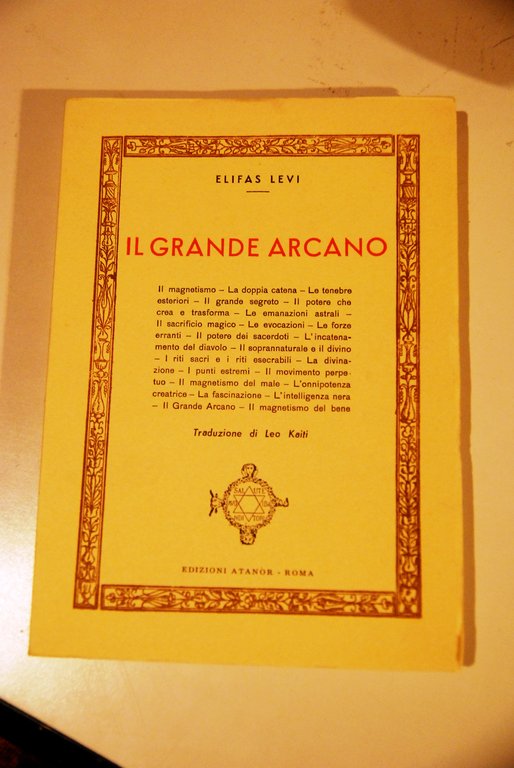 ELIFAS LEVI
IL GRANDE ARCANO
Il magnetismo – La doppia catena – Le tenebre
esteriori – Il grande segreto – Il potere che
crea e trasforma – Le emanazioni astrali –
Il sacrificio magico – Le evocazioni – Le forze
erranti – Il potere dei sacerdoti – L'incatena-
mento del diavolo – Il soprannaturale e il divino
– I riti sacri e i riti esecrabili – La divina-
zione – I punti estremi – Il movimento perpe-
tuo – Il magnetismo del male – L'onnipotenza
creatrice – La fascinazione – L'intelligenza nera
– Il Grande Arcano – Il magnetismo del bene
Traduzione di Leo Kaiti
SALUTE
EDIZIONI ATANÒR - ROMA